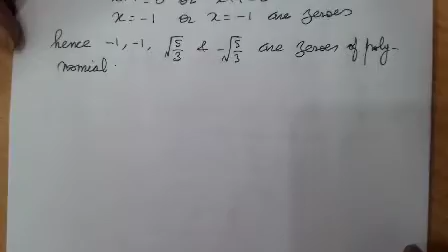 x = -1 or x = -1 are zeroes
hence -1, -1, √5/3 & -√5/3 are zeroes of poly-
nomial.